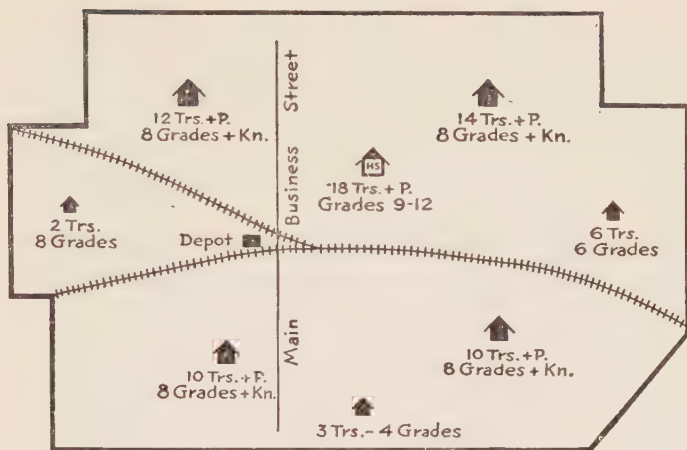 12 Trs. + P.
8 Grades + Kn.
Main Business Street
14 Trs. + P.
8 Grades + Kn.
HS
18 Trs. + P.
Grades 9-12
2 Trs.
8 Grades
Depot
6 Trs.
6 Grades
10 Trs. + P.
8 Grades + Kn.
10 Trs. + P.
8 Grades + Kn.
3 Trs. - 4 Grades